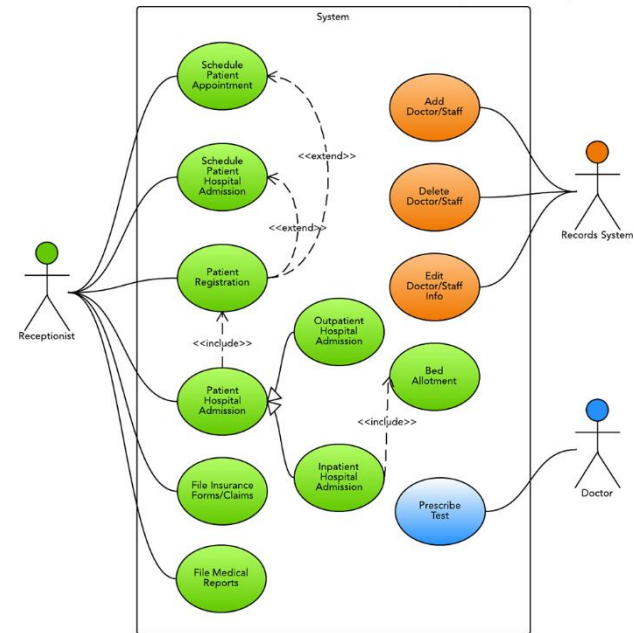 System
Schedule
Patient
Appointment
Add
Doctor/Staff
<<extend>>
Schedule
Patient
Hospital
Admission
Delete
Doctor/Staff
<<extend>>
Records System
Patient
Registration
Edit
Doctor/Staff
Info
Receptionist
Outpatient
Hospital
Admission
<<include>>
Bed
Allotment
Patient
Hospital
Admission
<<include>>
File Insurance
Forms/Claims
Inpatient
Hospital
Admission
Prescribe
Test
Doctor
File Medical
Reports